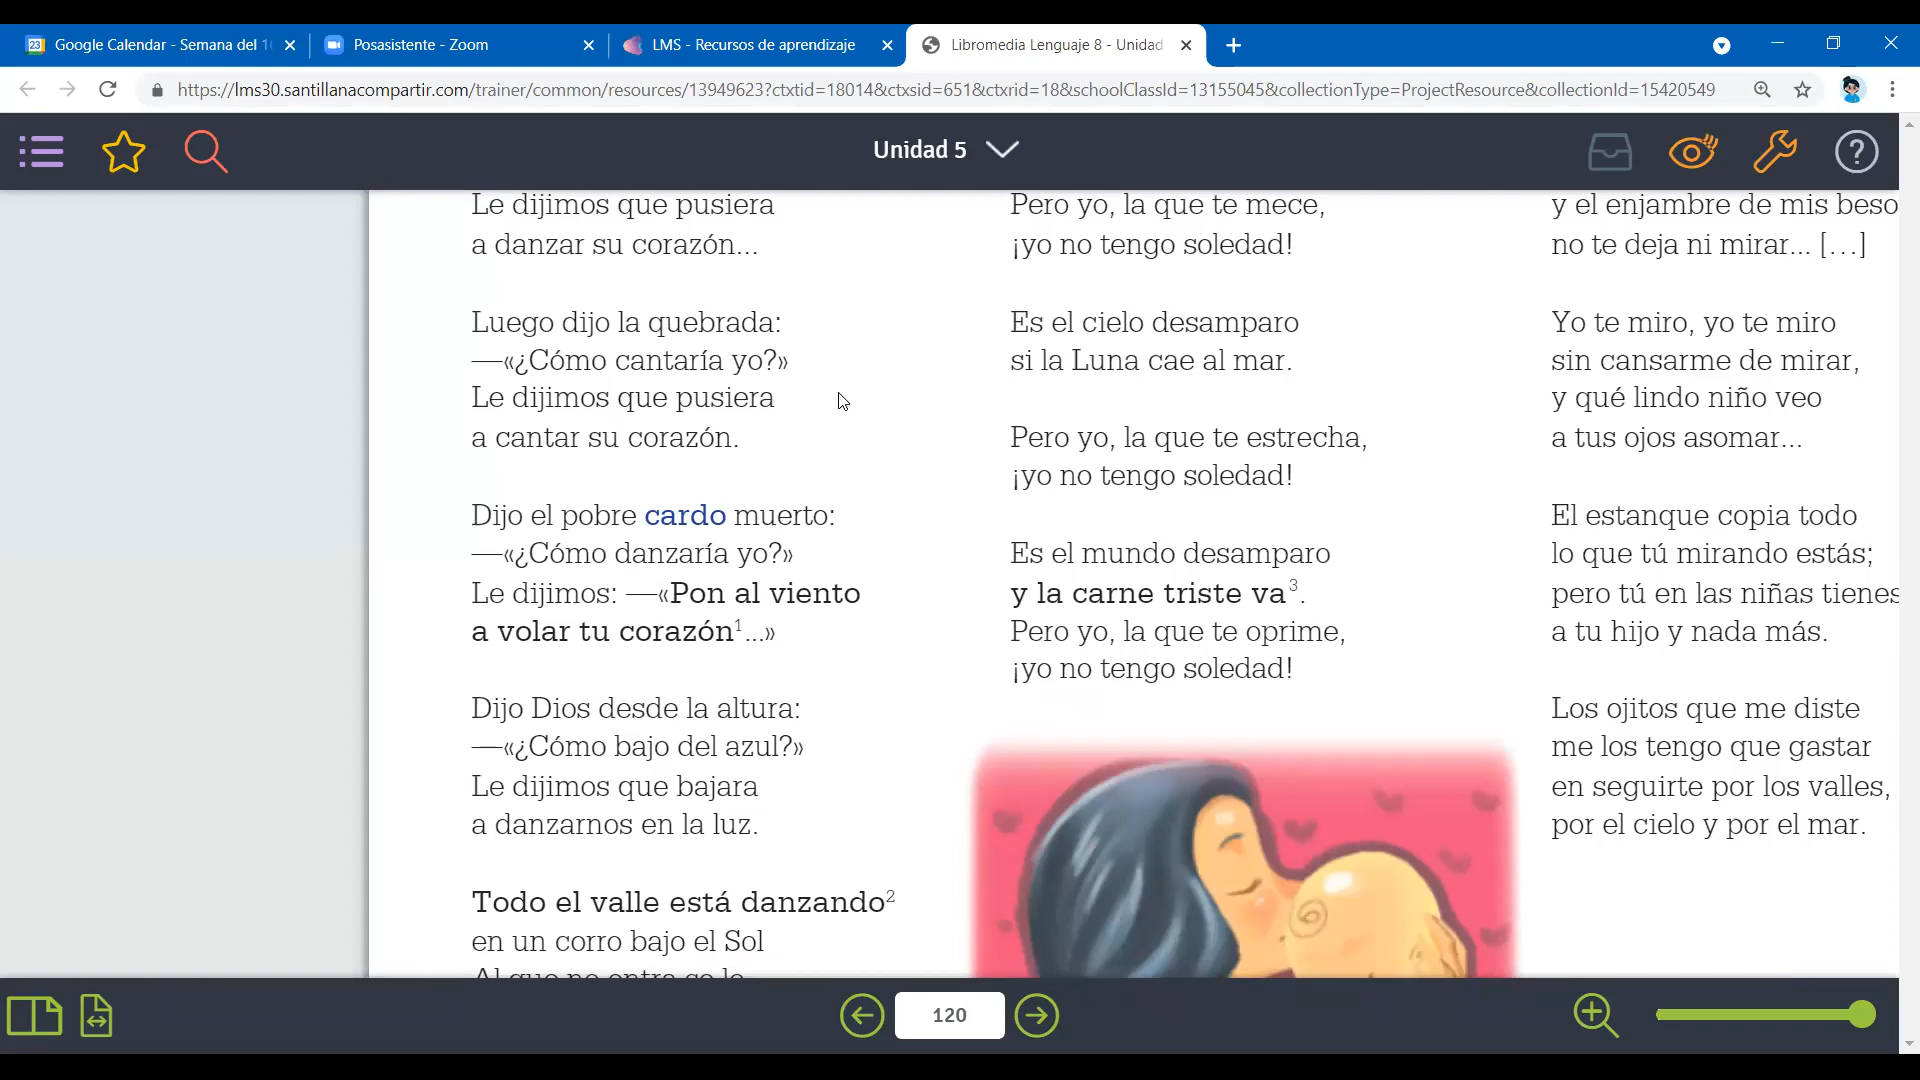 Google Calendar - Semana del 1
Posasistente - Zoom
LMS - Recursos de aprendizaje
Libromedia Lenguaje 8 - Unidad
https://lms30.santillanacompartir.com/trainer/common/resources/13949623?ctxtid=18014&ctxsid=651&ctxrid=18&schoolClassId=13155045&collectionType=ProjectResource&collectionId=15420549
Unidad 5
Le dijimos que pusiera
a danzar su corazón...
Luego dijo la quebrada:
—«¿Cómo cantaría yo?»
Le dijimos que pusiera
a cantar su corazón.
Dijo el pobre cardo muerto:
—«¿Cómo danzaría yo?»
Le dijimos: —«Pon al viento
a volar tu corazón1...»
Dijo Dios desde la altura:
—«¿Cómo bajo del azul?»
Le dijimos que bajara
a danzarnos en la luz.
Todo el valle está danzando2
en un corro bajo el Sol
Pero yo, la que te mece,
¡yo no tengo soledad!
Es el cielo desamparo
si la Luna cae al mar.
Pero yo, la que te estrecha,
¡yo no tengo soledad!
Es el mundo desamparo
y la carne triste va3.
Pero yo, la que te oprime,
¡yo no tengo soledad!
y el enjambre de mis beso
no te deja ni mirar... [...]
Yo te miro, yo te miro
sin cansarme de mirar,
y qué lindo niño veo
a tus ojos asomar...
El estanque copia todo
lo que tú mirando estás;
pero tú en las niñas tienes
a tu hijo y nada más.
Los ojitos que me diste
me los tengo que gastar
en seguirte por los valles,
por el cielo y por el mar.
120